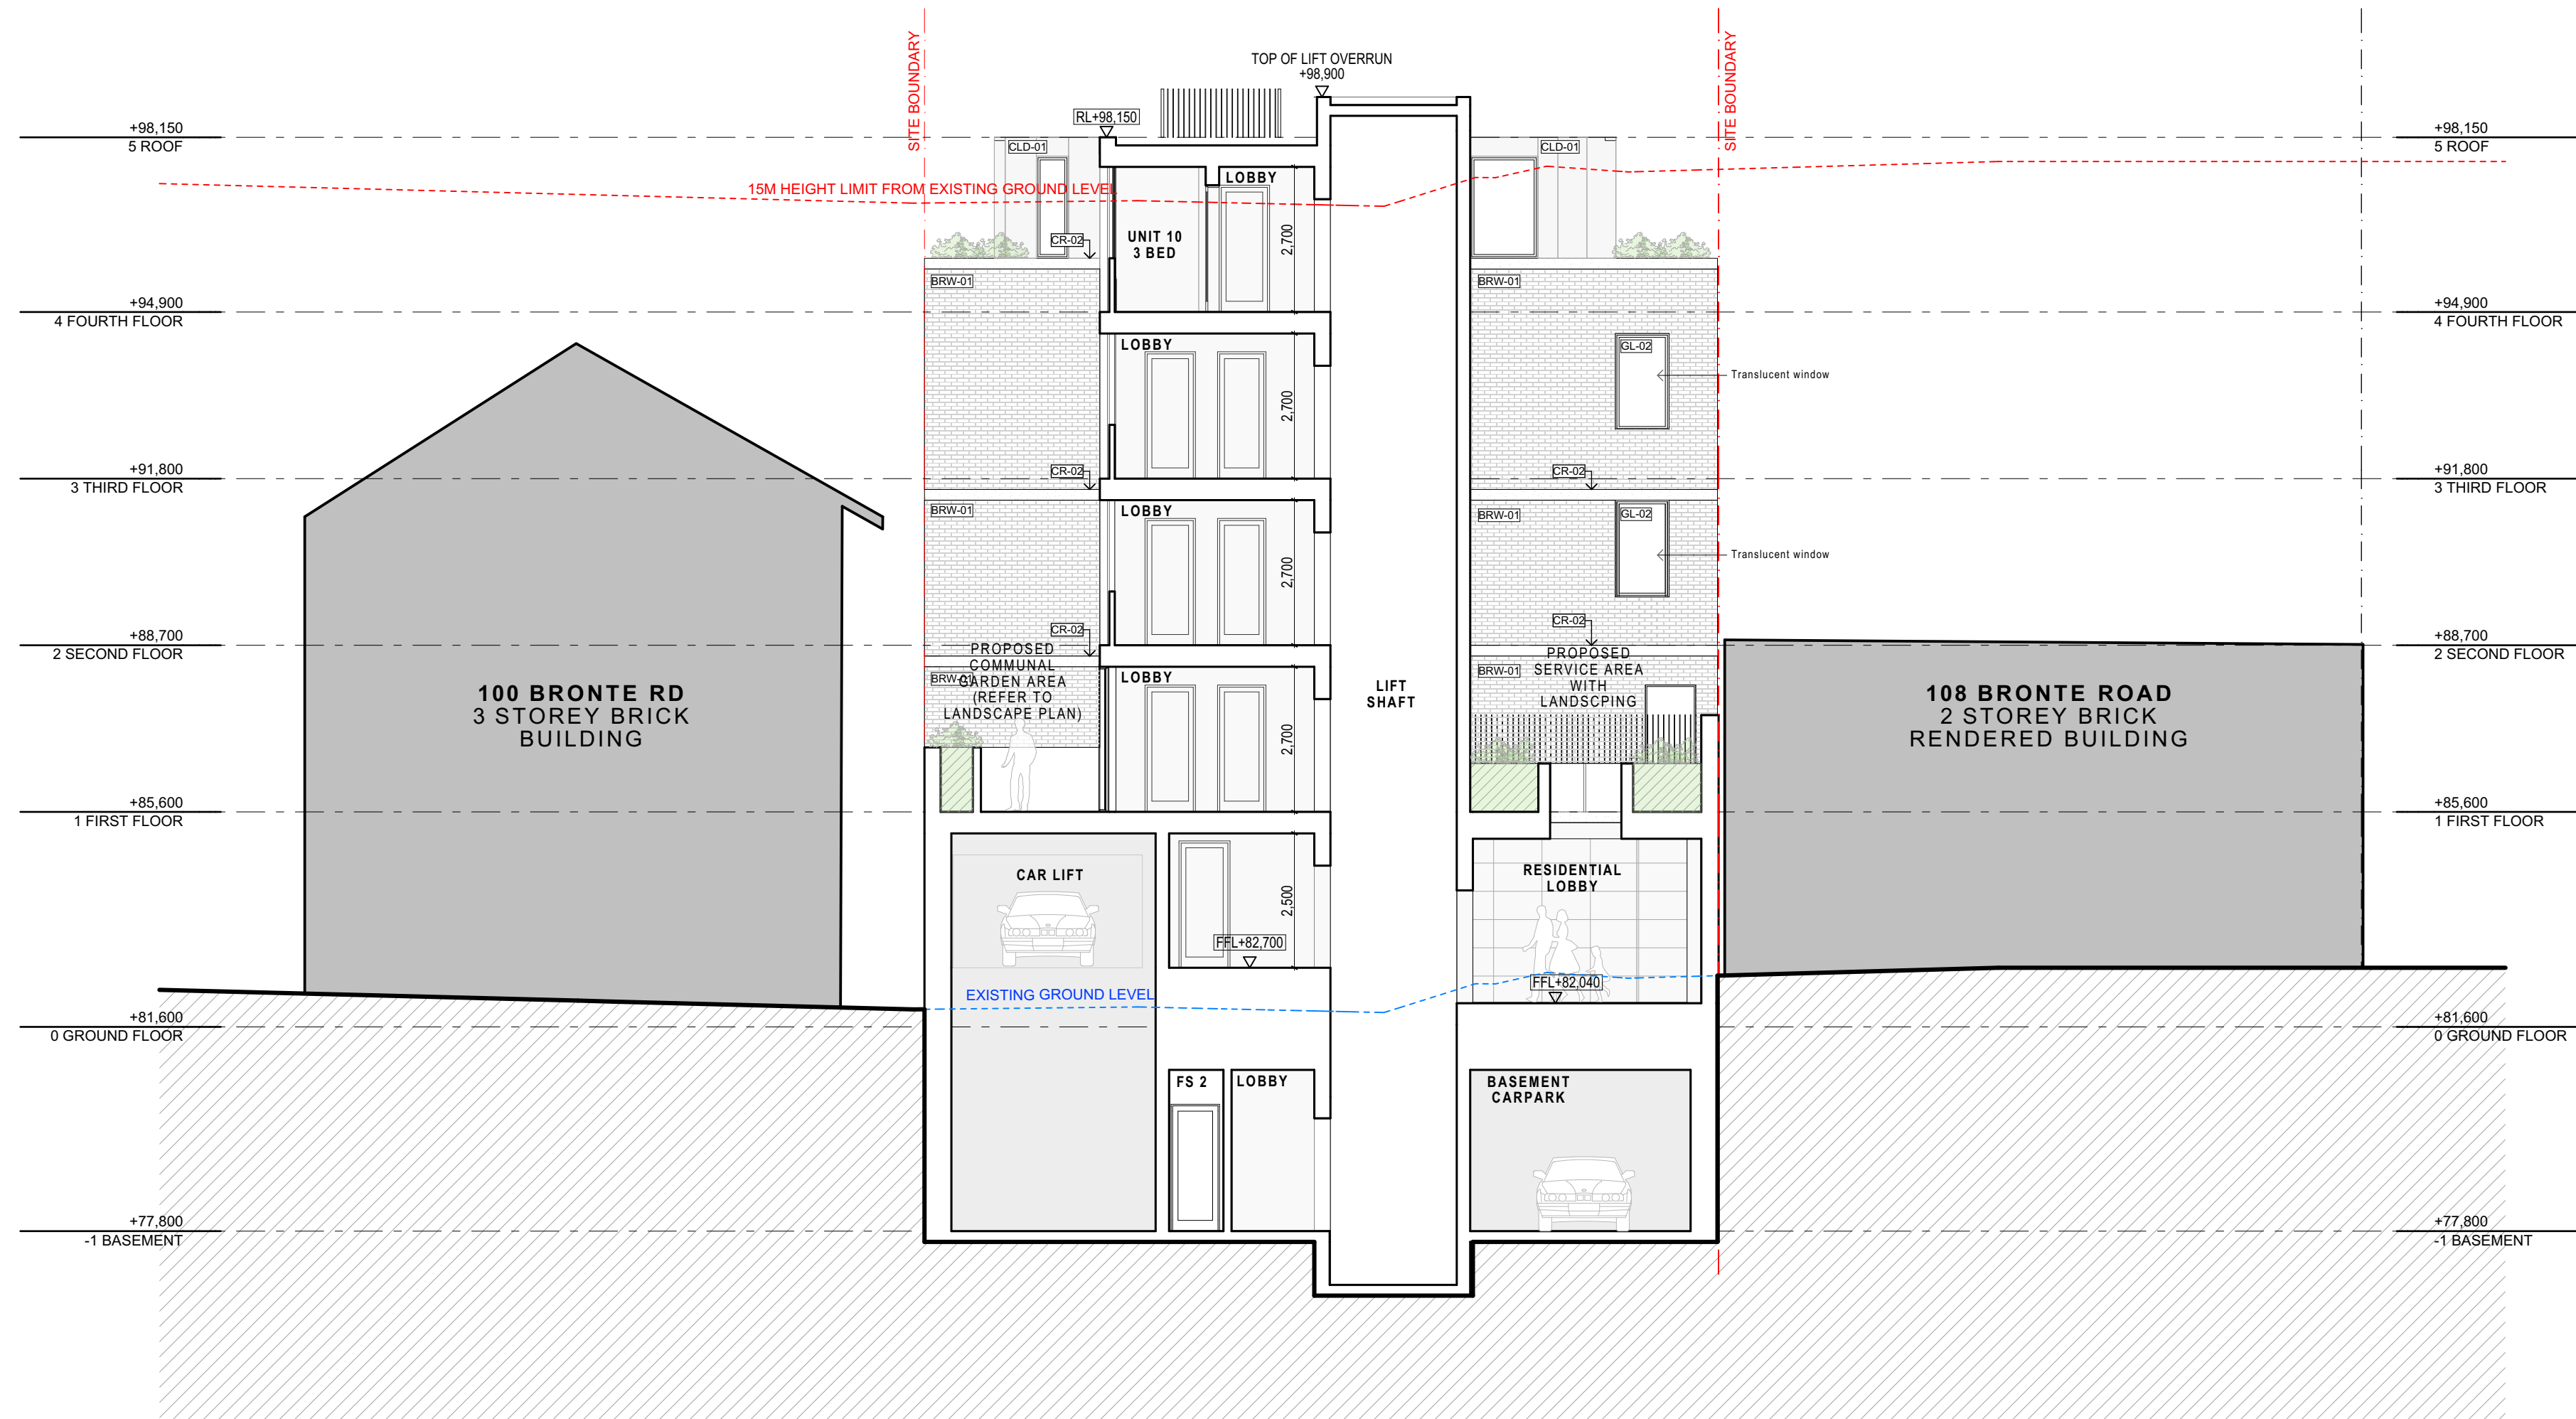 SITE BOUNDARY
SITE BOUNDARY
TOP OF LIFT OVERRUN
+98,900
RL+98,150
+98,150
5 ROOF
+98,150
5 ROOF
CLD-01
CLD-01
15M HEIGHT LIMIT FROM EXISTING GROUND LEVEL
LOBBY
UNIT 10
3 BED
2,700
CR-02
BRW-01
BRW-01
+94,900
4 FOURTH FLOOR
+94,900
4 FOURTH FLOOR
LOBBY
2,700
GL-02
Translucent window
+91,800
3 THIRD FLOOR
CR-02
CR-02
+91,800
3 THIRD FLOOR
BRW-01
LOBBY
2,700
BRW-01
GL-02
Translucent window
+88,700
2 SECOND FLOOR
CR-02
CR-02
+88,700
2 SECOND FLOOR
PROPOSED
COMMUNAL
GARDEN AREA
(REFER TO
LANDSCAPE PLAN)
BRW-01
LOBBY
2,700
LIFT
SHAFT
BRW-01
PROPOSED
SERVICE AREA
WITH
LANDSCPING
100 BRONTE RD
3 STOREY BRICK
BUILDING
108 BRONTE ROAD
2 STOREY BRICK
RENDERED BUILDING
+85,600
1 FIRST FLOOR
+85,600
1 FIRST FLOOR
CAR LIFT
2,500
FFL+82,700
RESIDENTIAL
LOBBY
FFL+82,040
EXISTING GROUND LEVEL
+81,600
0 GROUND FLOOR
+81,600
0 GROUND FLOOR
FS 2
LOBBY
BASEMENT
CARPARK
+77,800
-1 BASEMENT
+77,800
-1 BASEMENT